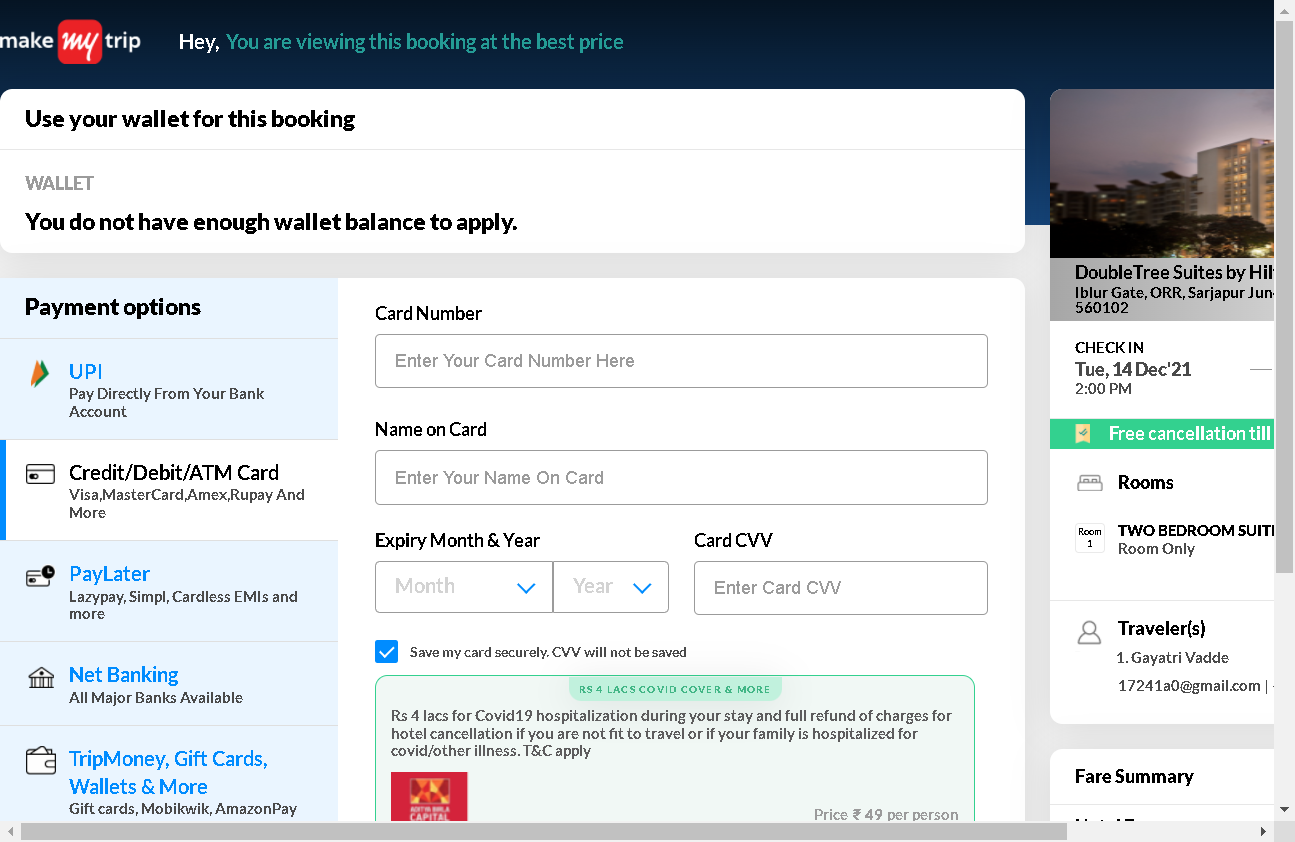 make my trip
Hey, You are viewing this booking at the best price
Use your wallet for this booking
WALLET
You do not have enough wallet balance to apply.
Payment options
UPI
Pay Directly From Your Bank
Account
Credit/Debit/ATM Card
Visa,MasterCard,Amex,Rupay And
More
PayLater
Lazypay, Simpl, Cardless EMIs and
more
Net Banking
All Major Banks Available
TripMoney, Gift Cards,
Wallets & More
Gift cards, Mobikwik, AmazonPay
Card Number
Enter Your Card Number Here
Name on Card
Enter Your Name On Card
Expiry Month & Year
Card CVV
Month
Year
Enter Card CVV
Save my card securely. CVV will not be saved
RS 4 LACS COVID COVER & MORE
Rs 4 lacs for Covid19 hospitalization during your stay and full refund of charges for
hotel cancellation if you are not fit to travel or if your family is hospitalized for
covid/other illness. T&C apply
ADITYA BIRLA
CAPITAL
Price ₹ 49 per person
DoubleTree Suites by Hil
Iblur Gate, ORR, Sarjapur Jun
560102
CHECK IN
Tue, 14 Dec'21
2:00 PM
Free cancellation till
Rooms
Room
1
TWO BEDROOM SUIT
Room Only
Traveler(s)
1. Gayatri Vadde
17241a0@gmail.com |
Fare Summary